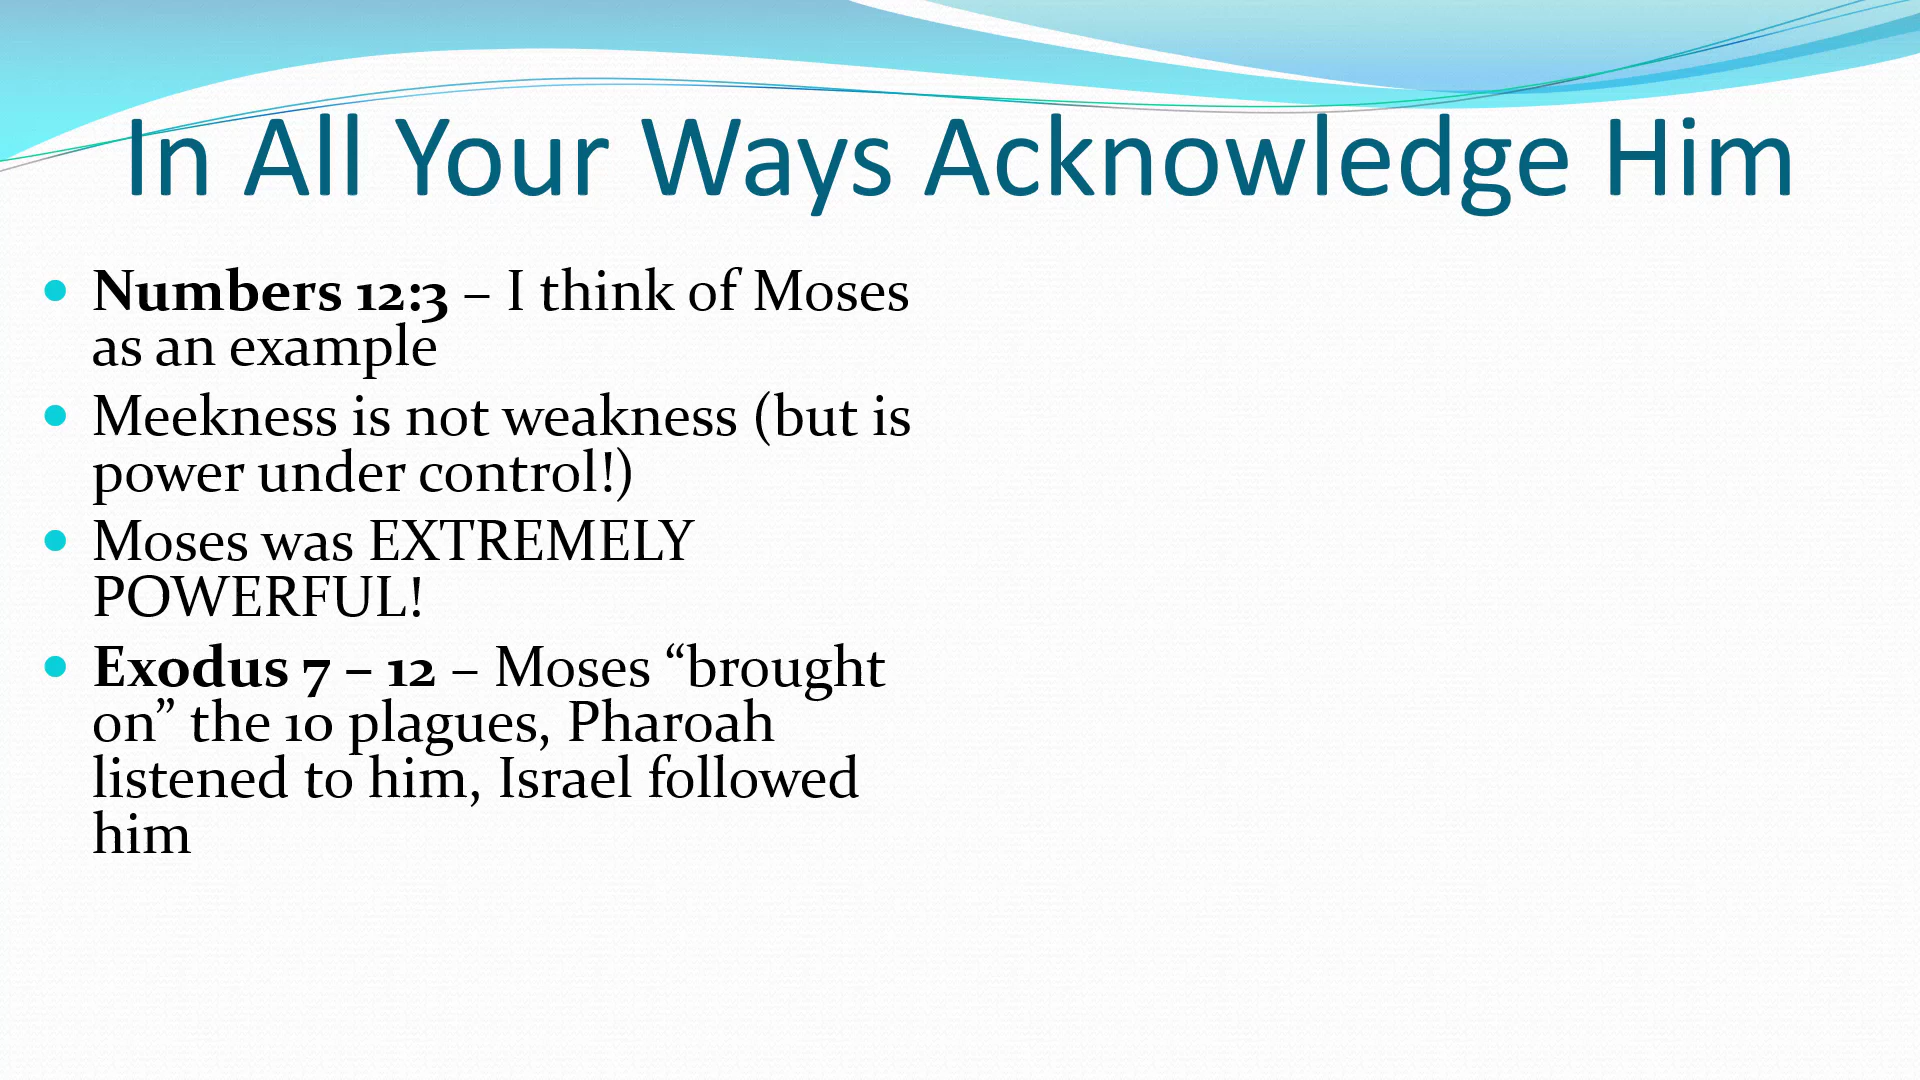 In All Your Ways Acknowledge Him
• Numbers 12:3 – I think of Moses
as an example
• Meekness is not weakness (but is
power under control!)
• Moses was EXTREMELY
POWERFUL!
• Exodus 7 – 12 – Moses “brought
on” the 10 plagues, Pharoah
listened to him, Israel followed
him